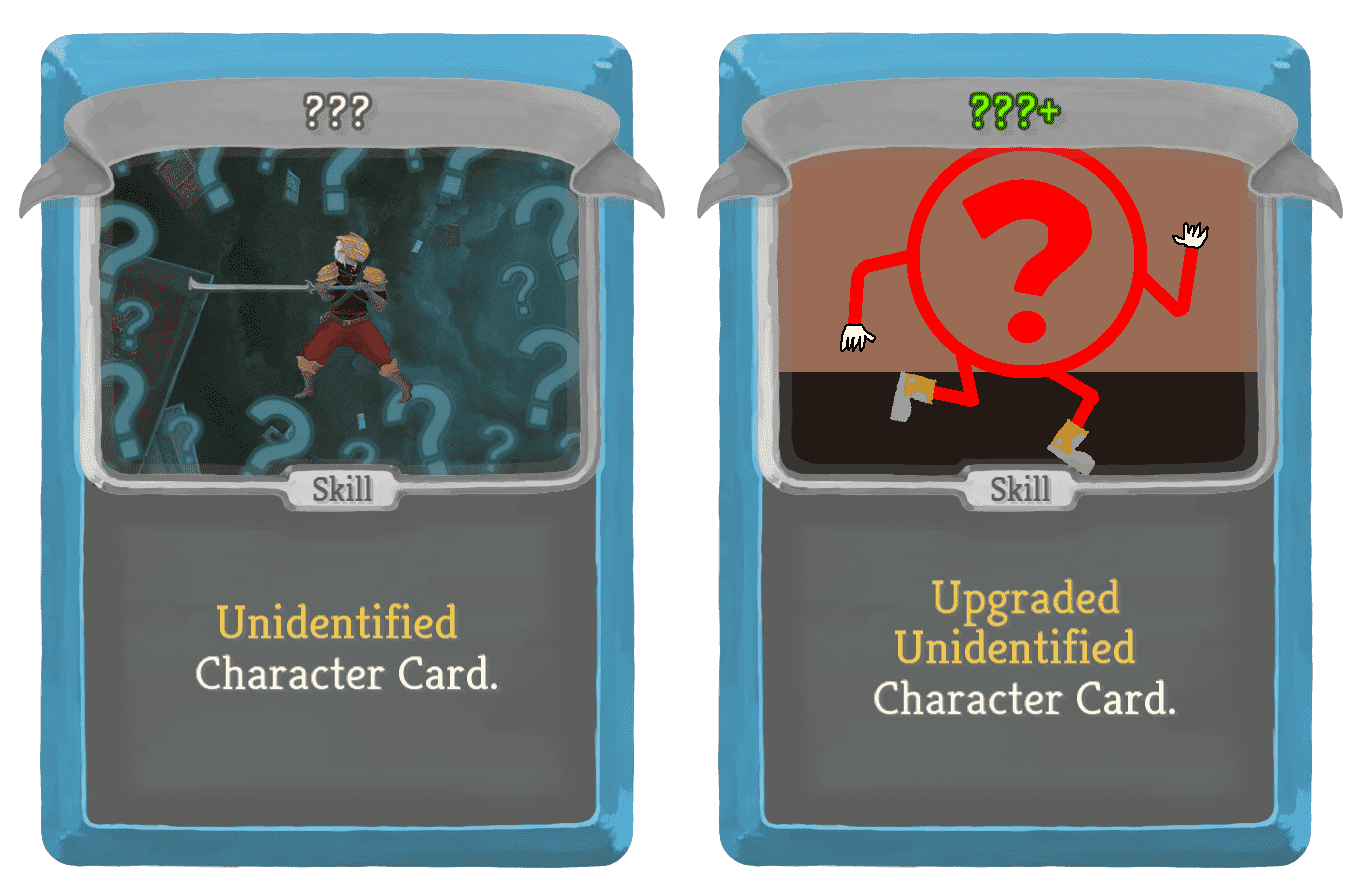 ???
Skill
Unidentified
Character Card.
???+
?
Skill
Upgraded
Unidentified
Character Card.